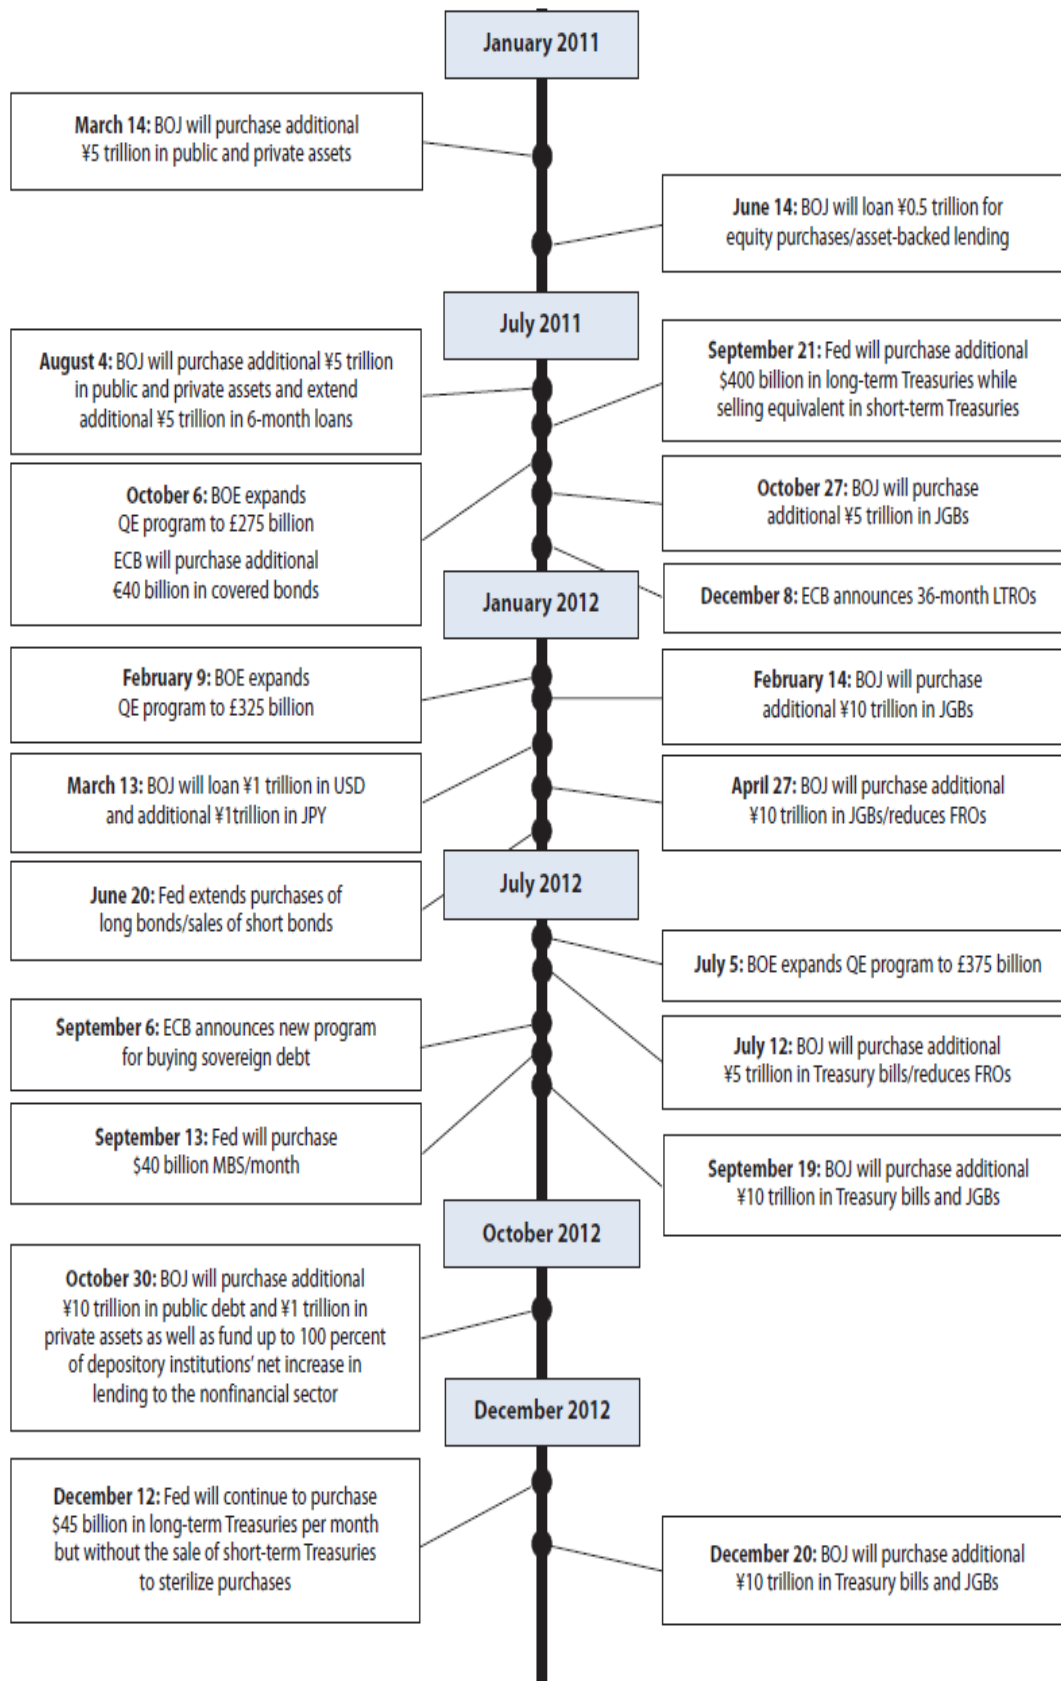 January 2011
March 14: BOJ will purchase additional
¥5 trillion in public and private assets
June 14: BOJ will loan ¥0.5 trillion for
equity purchases/asset-backed lending
July 2011
August 4: BOJ will purchase additional ¥5 trillion
in public and private assets and extend
additional ¥5 trillion in 6-month loans
September 21: Fed will purchase additional
$400 billion in long-term Treasuries while
selling equivalent in short-term Treasuries
October 6: BOE expands
QE program to £275 billion
ECB will purchase additional
€40 billion in covered bonds
October 27: BOJ will purchase
additional ¥5 trillion in JGBs
December 8: ECB announces 36-month LTROs
January 2012
February 9: BOE expands
QE program to £325 billion
February 14: BOJ will purchase
additional ¥10 trillion in JGBs
March 13: BOJ will loan ¥1 trillion in USD
and additional ¥1trillion in JPY
April 27: BOJ will purchase additional
¥10 trillion in JGBs/reduces FROs
June 20: Fed extends purchases of
long bonds/sales of short bonds
July 2012
July 5: BOE expands QE program to £375 billion
July 12: BOJ will purchase additional
¥5 trillion in Treasury bills/reduces FROs
September 6: ECB announces new program
for buying sovereign debt
September 13: Fed will purchase
$40 billion MBS/month
September 19: BOJ will purchase additional
¥10 trillion in Treasury bills and JGBs
October 2012
October 30: BOJ will purchase additional
¥10 trillion in public debt and ¥1 trillion in
private assets as well as fund up to 100 percent
of depository institutions' net increase in
lending to the nonfinancial sector
December 2012
December 12: Fed will continue to purchase
$45 billion in long-term Treasuries per month
but without the sale of short-term Treasuries
to sterilize purchases
December 20: BOJ will purchase additional
¥10 trillion in Treasury bills and JGBs